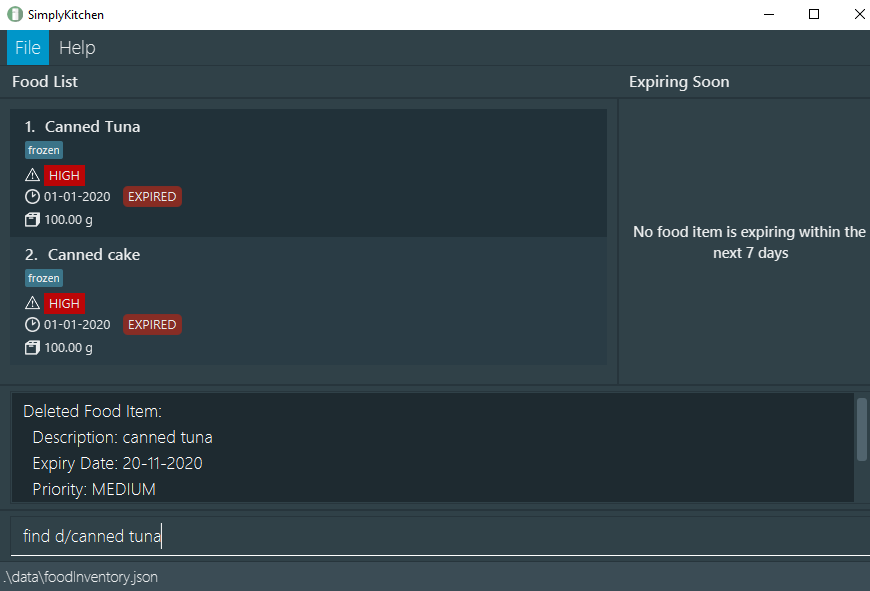 SimplyKitchen
File Help
Food List
Expiring Soon
1. Canned Tuna
frozen
HIGH
01-01-2020 EXPIRED
100.00 g
2. Canned cake
frozen
HIGH
01-01-2020 EXPIRED
100.00 g
No food item is expiring within the
next 7 days
Deleted Food Item:
Description: canned tuna
Expiry Date: 20-11-2020
Priority: MEDIUM
find d/canned tuna
.\data\foodInventory.json